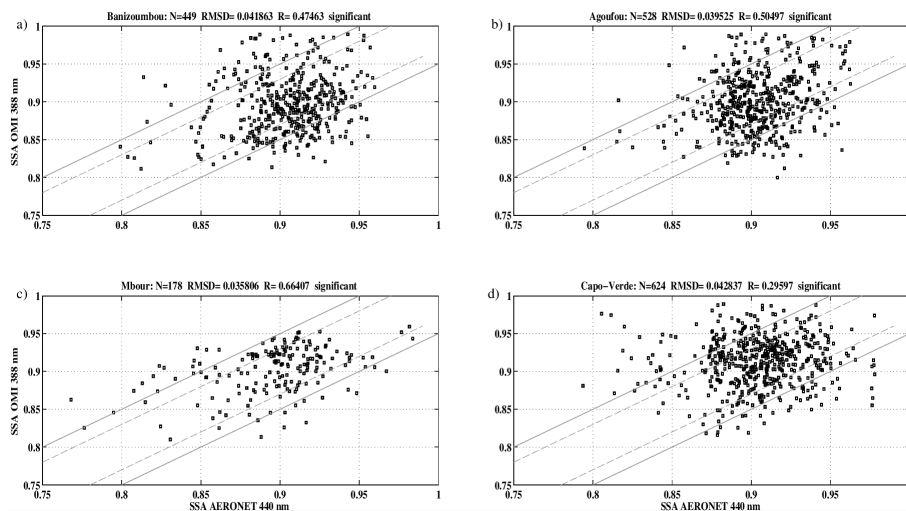 a) Banizoumbou: N=449 RMSD= 0.041863 R= 0.47463 significant
1
0.95
0.9
0.85
0.8
0.75
SSA OMI 388 nm
0.75 0.8 0.85 0.9 0.95 1
b) Agoufou: N=528 RMSD= 0.039525 R= 0.50497 significant
1
0.95
0.9
0.85
0.8
0.75
0.75 0.8 0.85 0.9 0.95
c) Mbour: N=178 RMSD= 0.035806 R= 0.66407 significant
1
0.95
0.9
0.85
0.8
0.75
SSA OMI 388 nm
0.75 0.8 0.85 0.9 0.95 1
SSA AERONET 440 nm
d) Capo-Verde: N=624 RMSD= 0.042837 R= 0.29597 significant
1
0.95
0.9
0.85
0.8
0.75
0.75 0.8 0.85 0.9 0.95
SSA AERONET 440 nm